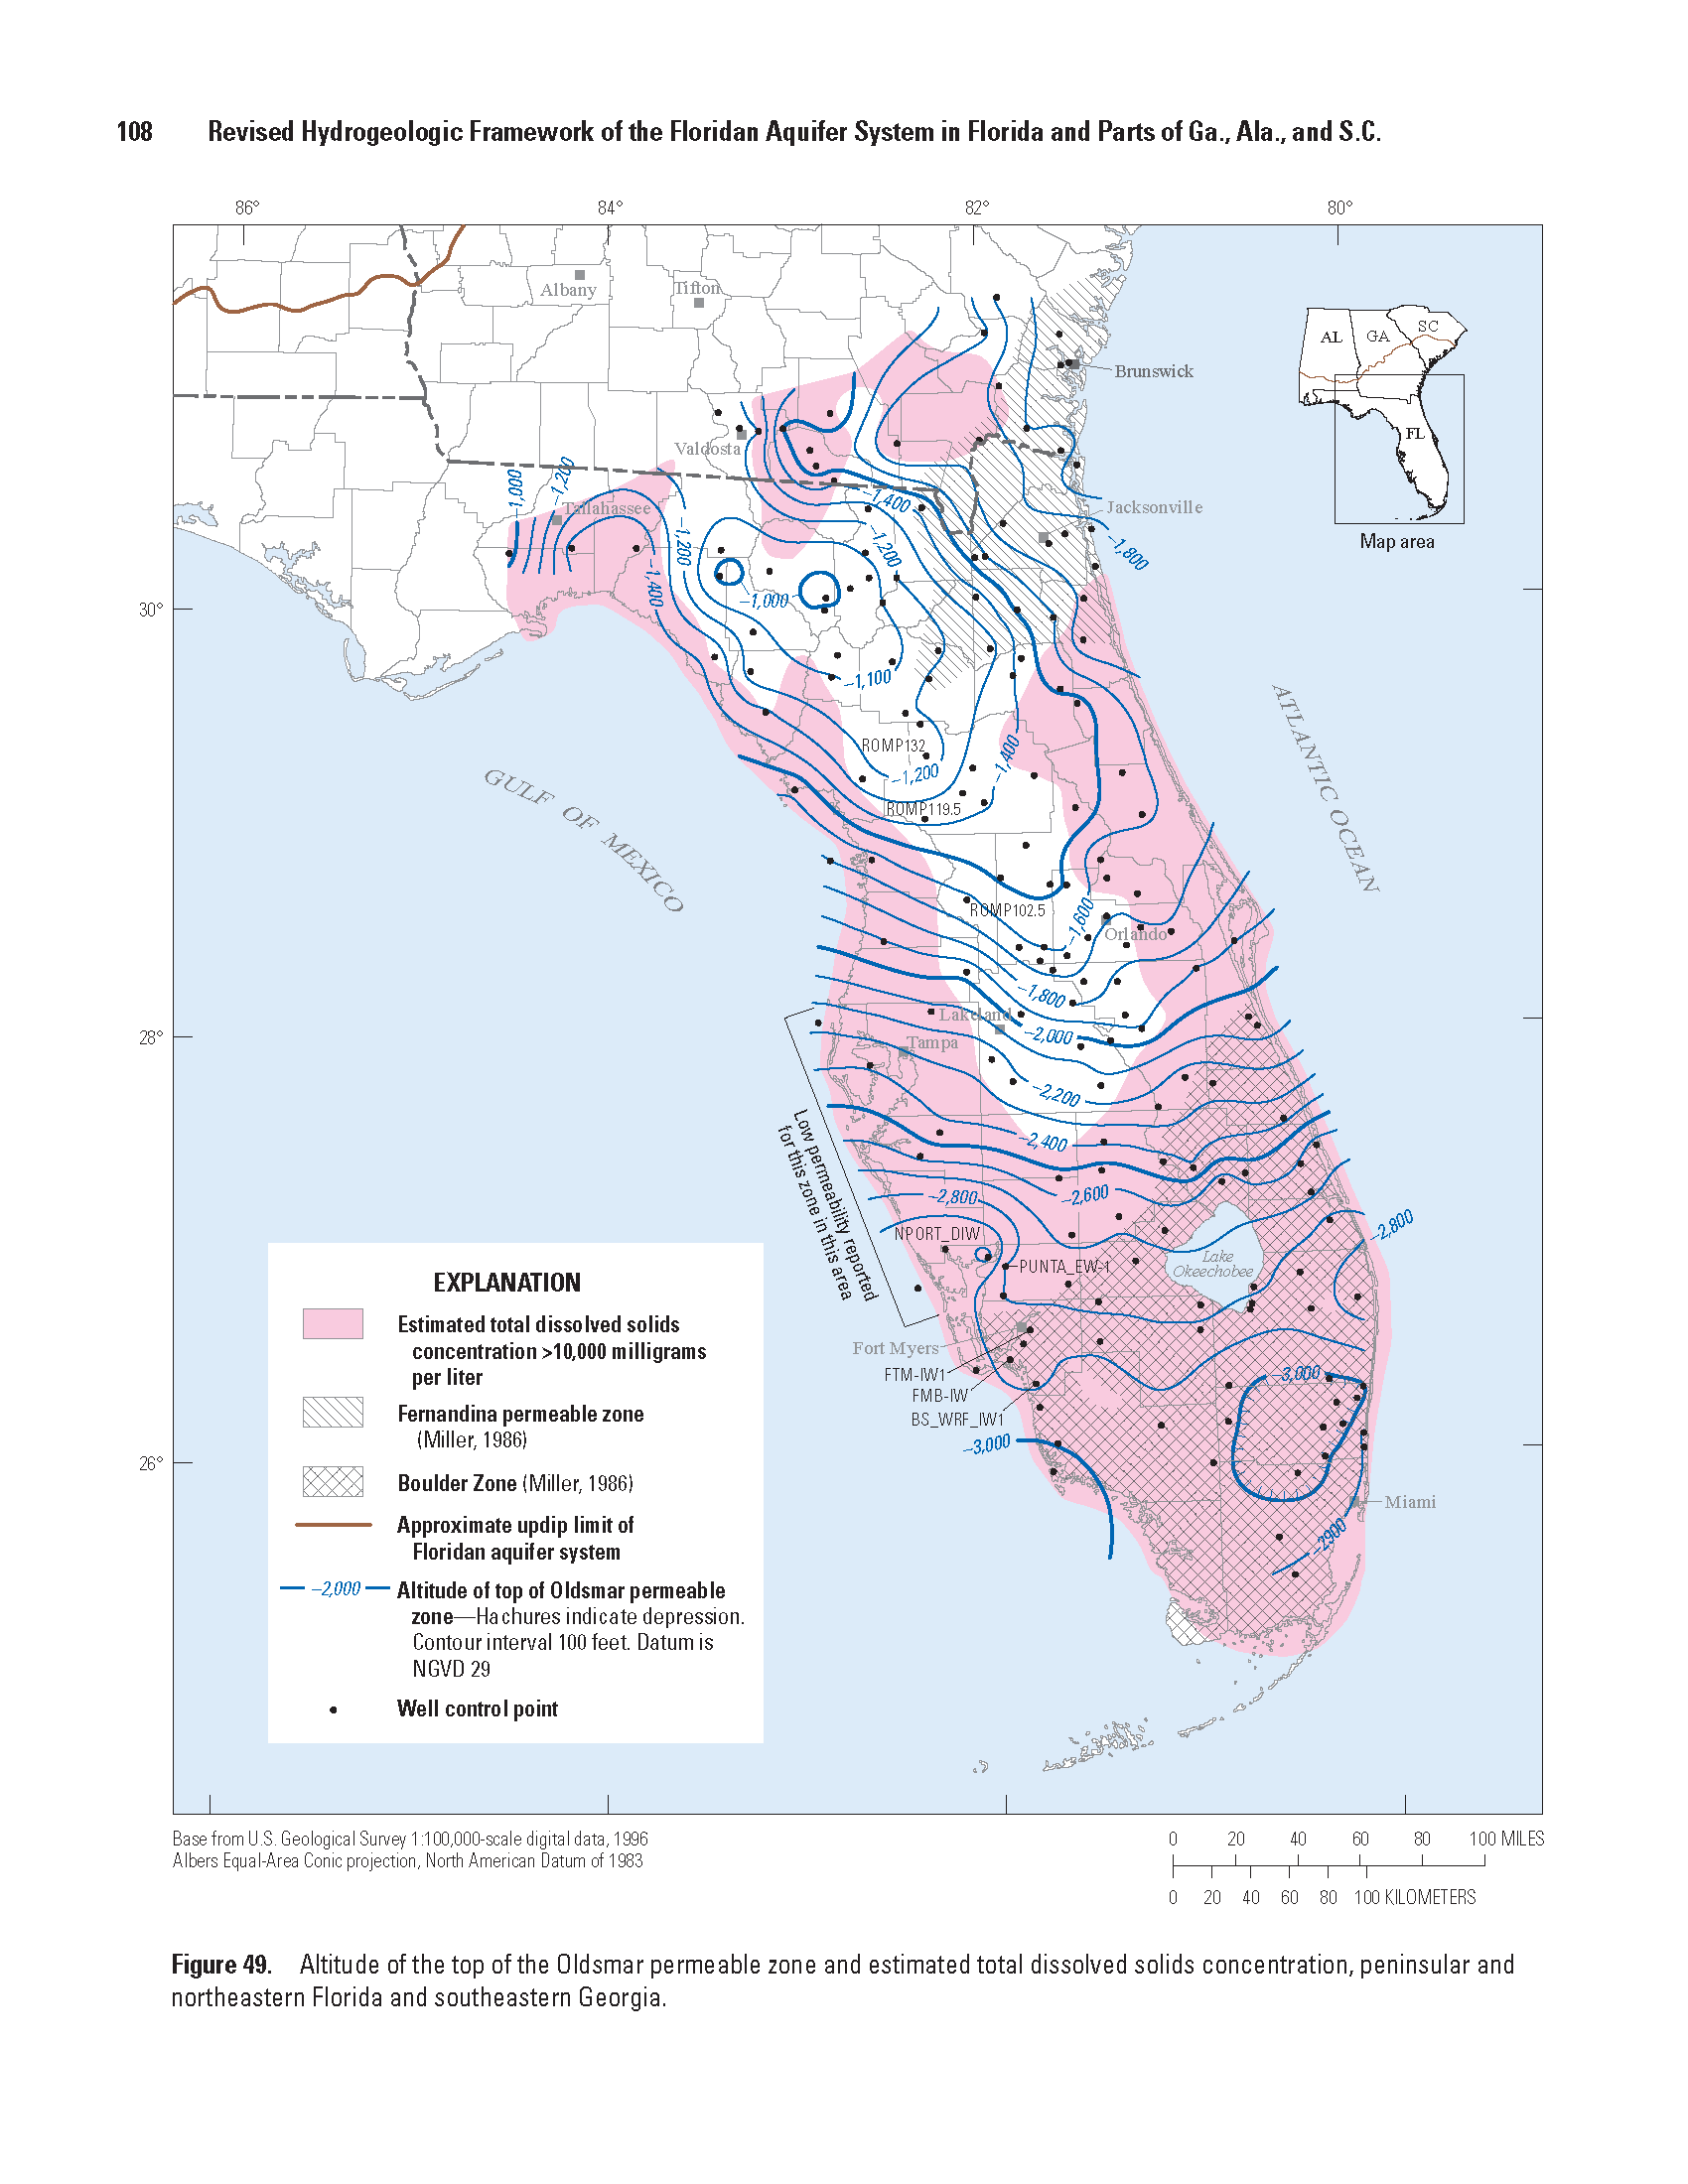 108 Revised Hydrogeologic Framework of the Floridan Aquifer System in Florida and Parts of Ga., Ala., and S.C.
86° 84° 82° 80°
Albany
Tifton
Brunswick
Valdosta
Tallahassee
Jacksonville
AL GA SC
FL
Map area
–1,000
–1,200
–1,400
–1,200
–1,200
–1,400
–1,800
–1,000
30°
–1,100
ROMP132
–1,200
–1,400
ROMP119.5
GULF OF MEXICO
ATLANTIC OCEAN
ROMP102.5
–1,600
Orlando
–1,800
Lakeland
–2,000
28°
Tampa
–2,200
–2,400
Low permeability reported
for this zone in this area
–2,800
–2,600
–2,800
NPORT_DIW
PUNTA_EW-1
Lake
Okeechobee
Fort Myers
FTM-IW1
FMB-IW
BS_WRF_IW1
–3,000
–3,000
26°
Miami
–2900
EXPLANATION
Estimated total dissolved solids
concentration >10,000 milligrams
per liter
Fernandina permeable zone
(Miller, 1986)
Boulder Zone (Miller, 1986)
Approximate updip limit of
Floridan aquifer system
–2,000 Altitude of top of Oldsmar permeable
zone—Hachures indicate depression.
Contour interval 100 feet. Datum is
NGVD 29
Well control point
Base from U.S. Geological Survey 1:100,000-scale digital data, 1996
Albers Equal-Area Conic projection, North American Datum of 1983
0 20 40 60 80 100 MILES
0 20 40 60 80 100 KILOMETERS
Figure 49. Altitude of the top of the Oldsmar permeable zone and estimated total dissolved solids concentration, peninsular and
northeastern Florida and southeastern Georgia.